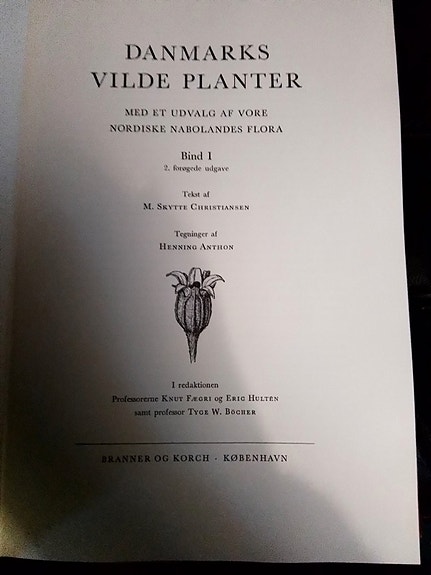 DANMARKS
VILDE PLANTER
MED ET UDVALG AF VORE
NORDISKE NABOLANDES FLORA
Bind I
2. forøgede udgave
Tekst af
M. SKYTTE CHRISTIANSEN
Tegninger af
HENNING ANTHON
I redaktionen
Professorerne KNUT FÆGRI og ERIC HULTÉN
samt professor TYGE W. BÖCHER
BRANNER OG KORCH · KØBENHAVN